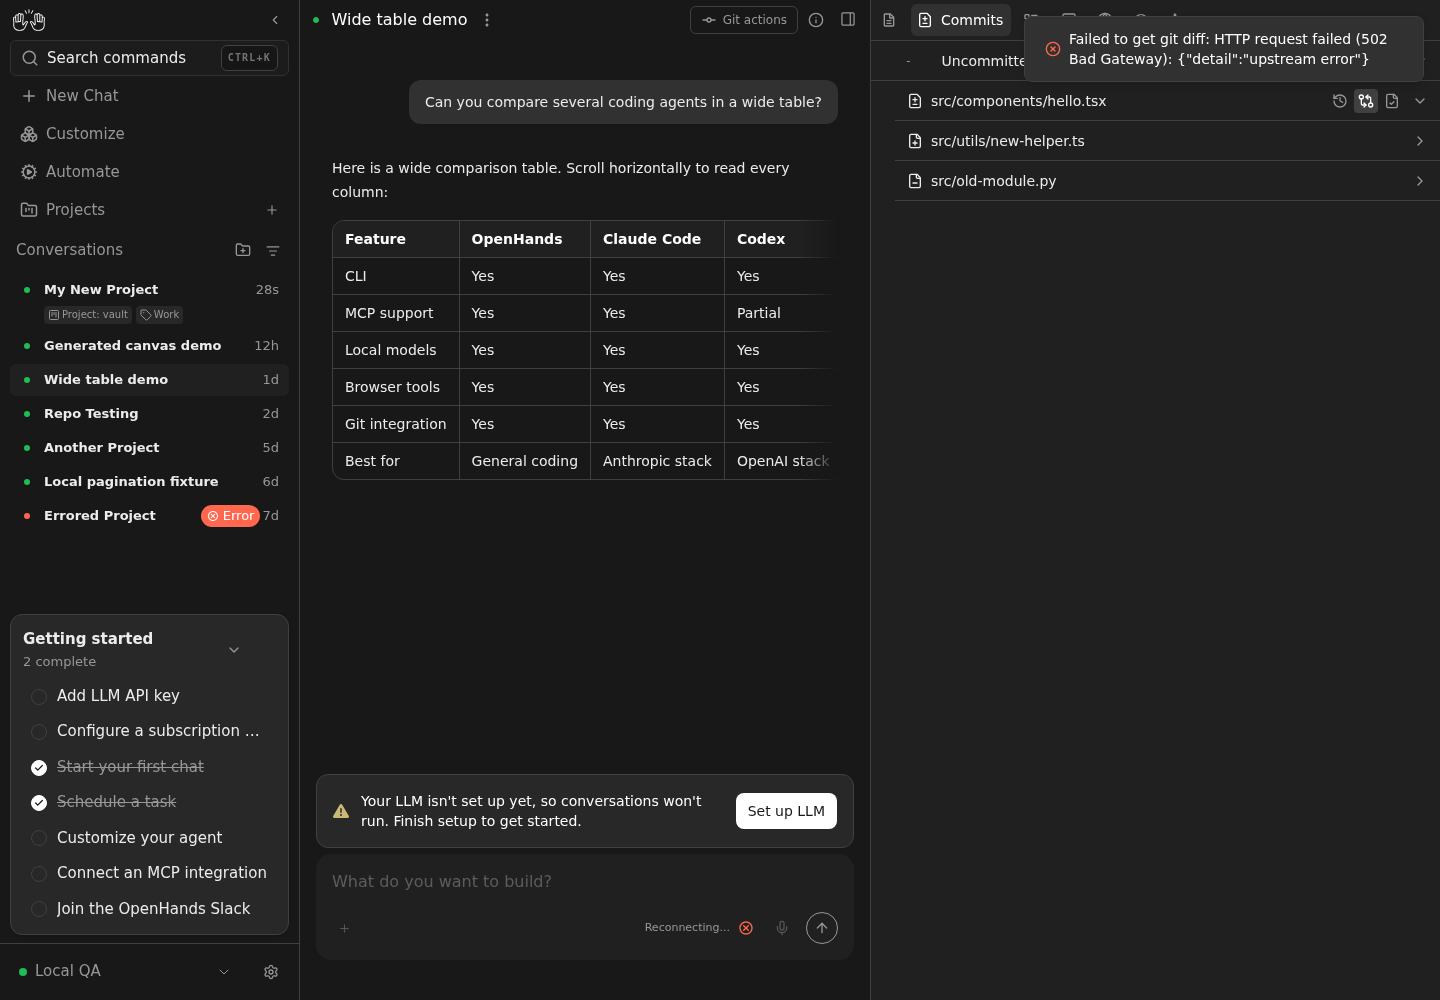 Search commands
CTRL+K
New Chat
Customize
Automate
Projects
Conversations
My New Project
28s
Project: vault
Work
Generated canvas demo
12h
Wide table demo
1d
Repo Testing
2d
Another Project
5d
Local pagination fixture
6d
Errored Project
Error
7d
Getting started
2 complete
Add LLM API key
Configure a subscription ...
Start your first chat
Schedule a task
Customize your agent
Connect an MCP integration
Join the OpenHands Slack
Local QA
Wide table demo
Git actions
Can you compare several coding agents in a wide table?
Here is a wide comparison table. Scroll horizontally to read every
column:
Feature OpenHands Claude Code Codex
CLI Yes Yes Yes
MCP support Yes Yes Partial
Local models Yes Yes Yes
Browser tools Yes Yes Yes
Git integration Yes Yes Yes
Best for General coding Anthropic stack OpenAI stack
Your LLM isn't set up yet, so conversations won't
run. Finish setup to get started.
Set up LLM
What do you want to build?
Reconnecting...
Commits
Failed to get git diff: HTTP request failed (502
Bad Gateway): {"detail":"upstream error"}
- Uncommitte
src/components/hello.tsx
src/utils/new-helper.ts
src/old-module.py